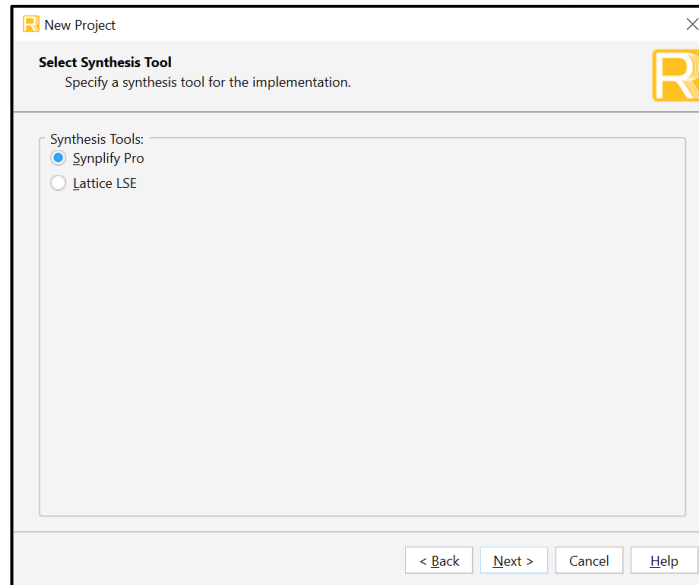 New Project
Select Synthesis Tool
Specify a synthesis tool for the implementation.
Synthesis Tools:
Synplify Pro
Lattice LSE
< Back Next > Cancel Help